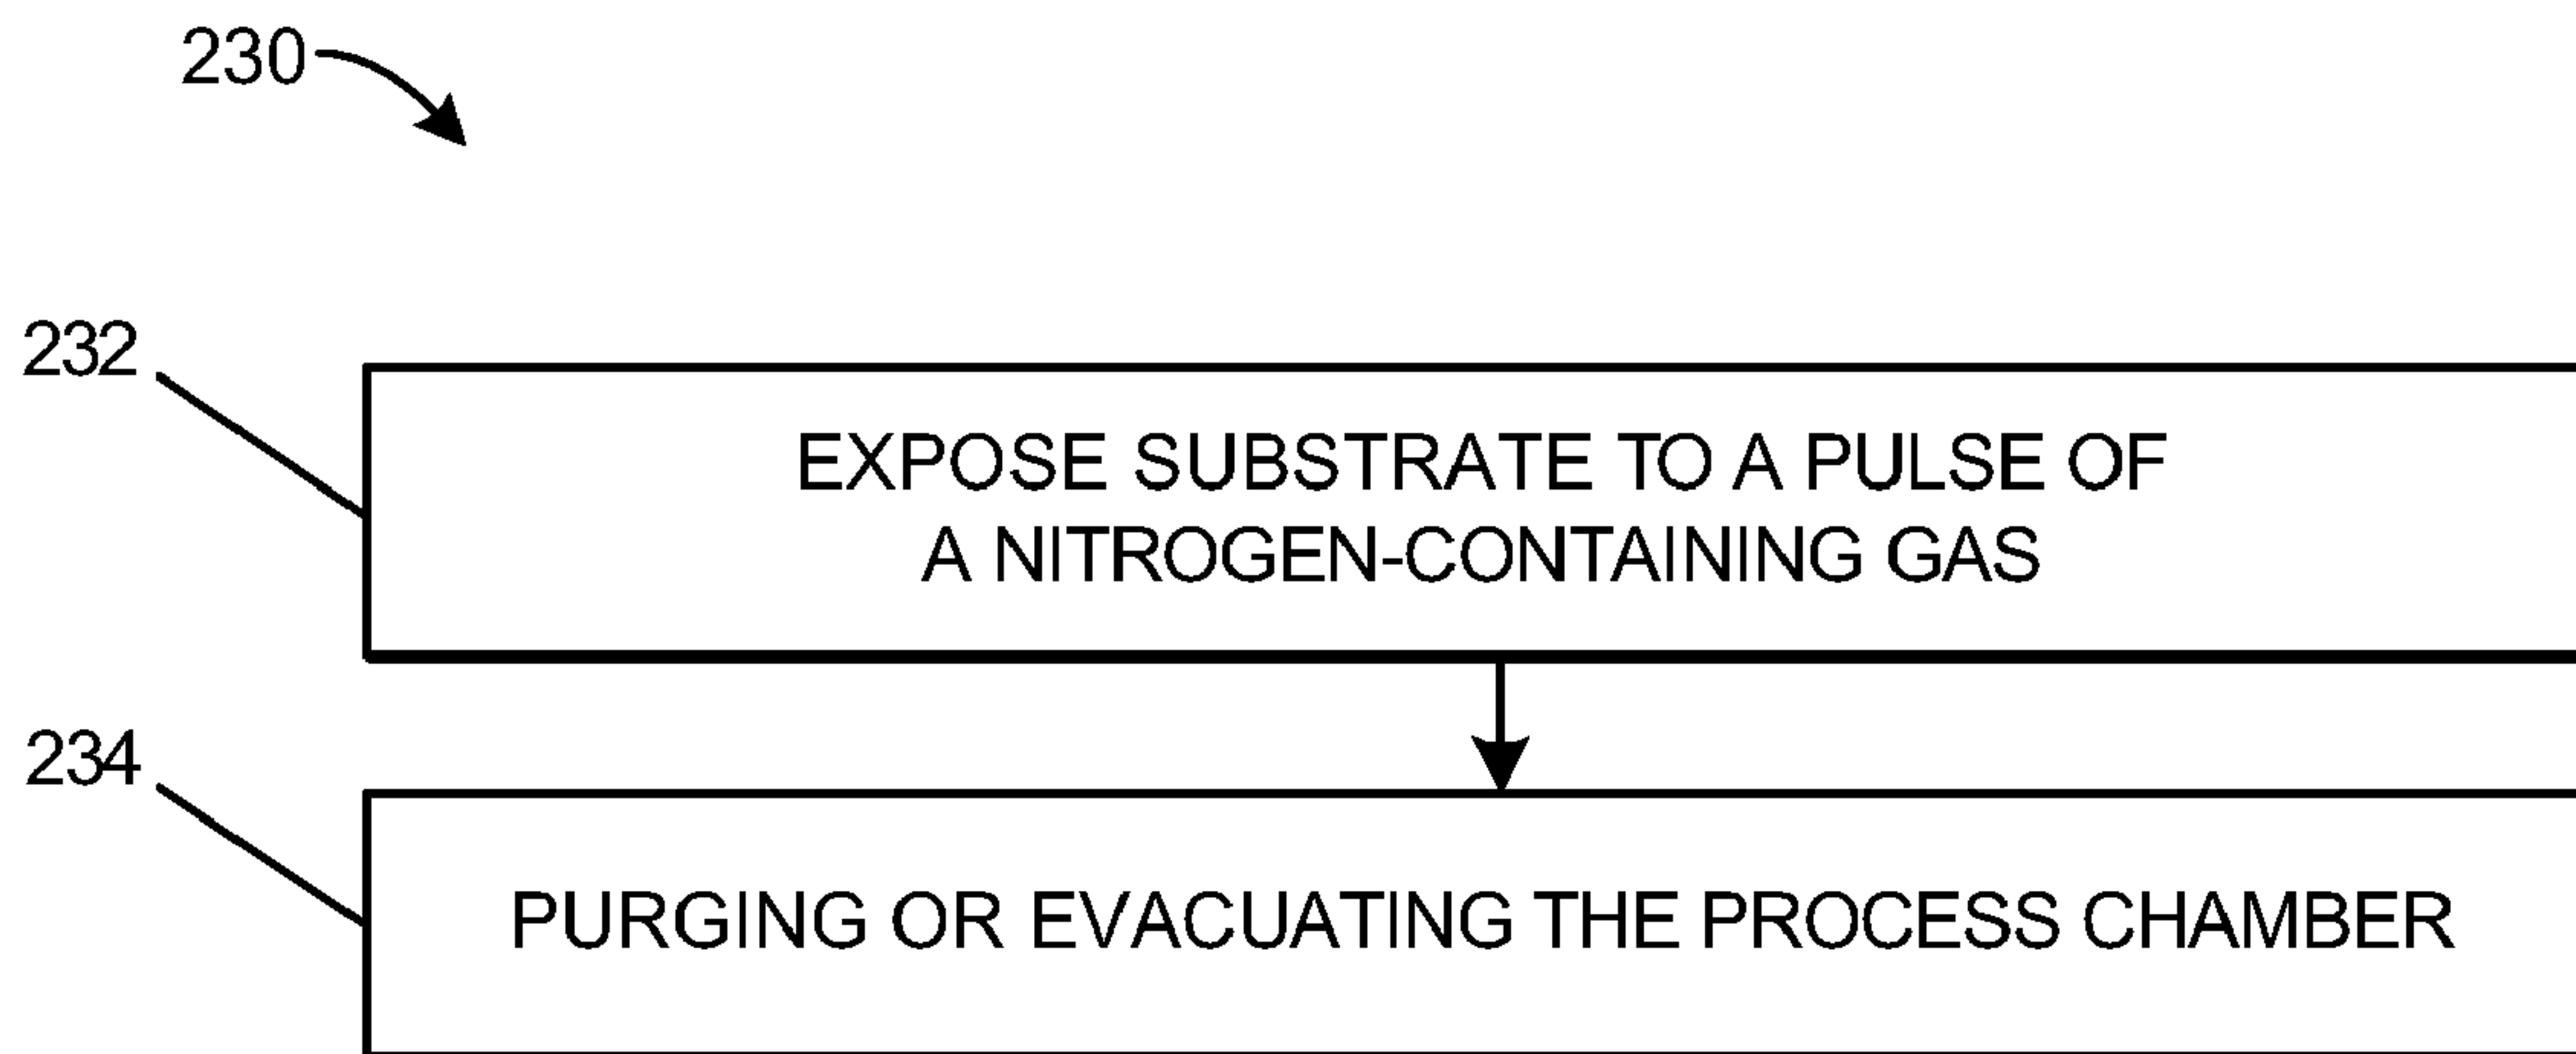 230
232
EXPOSE SUBSTRATE TO A PULSE OF
A NITROGEN-CONTAINING GAS
234
PURGING OR EVACUATING THE PROCESS CHAMBER